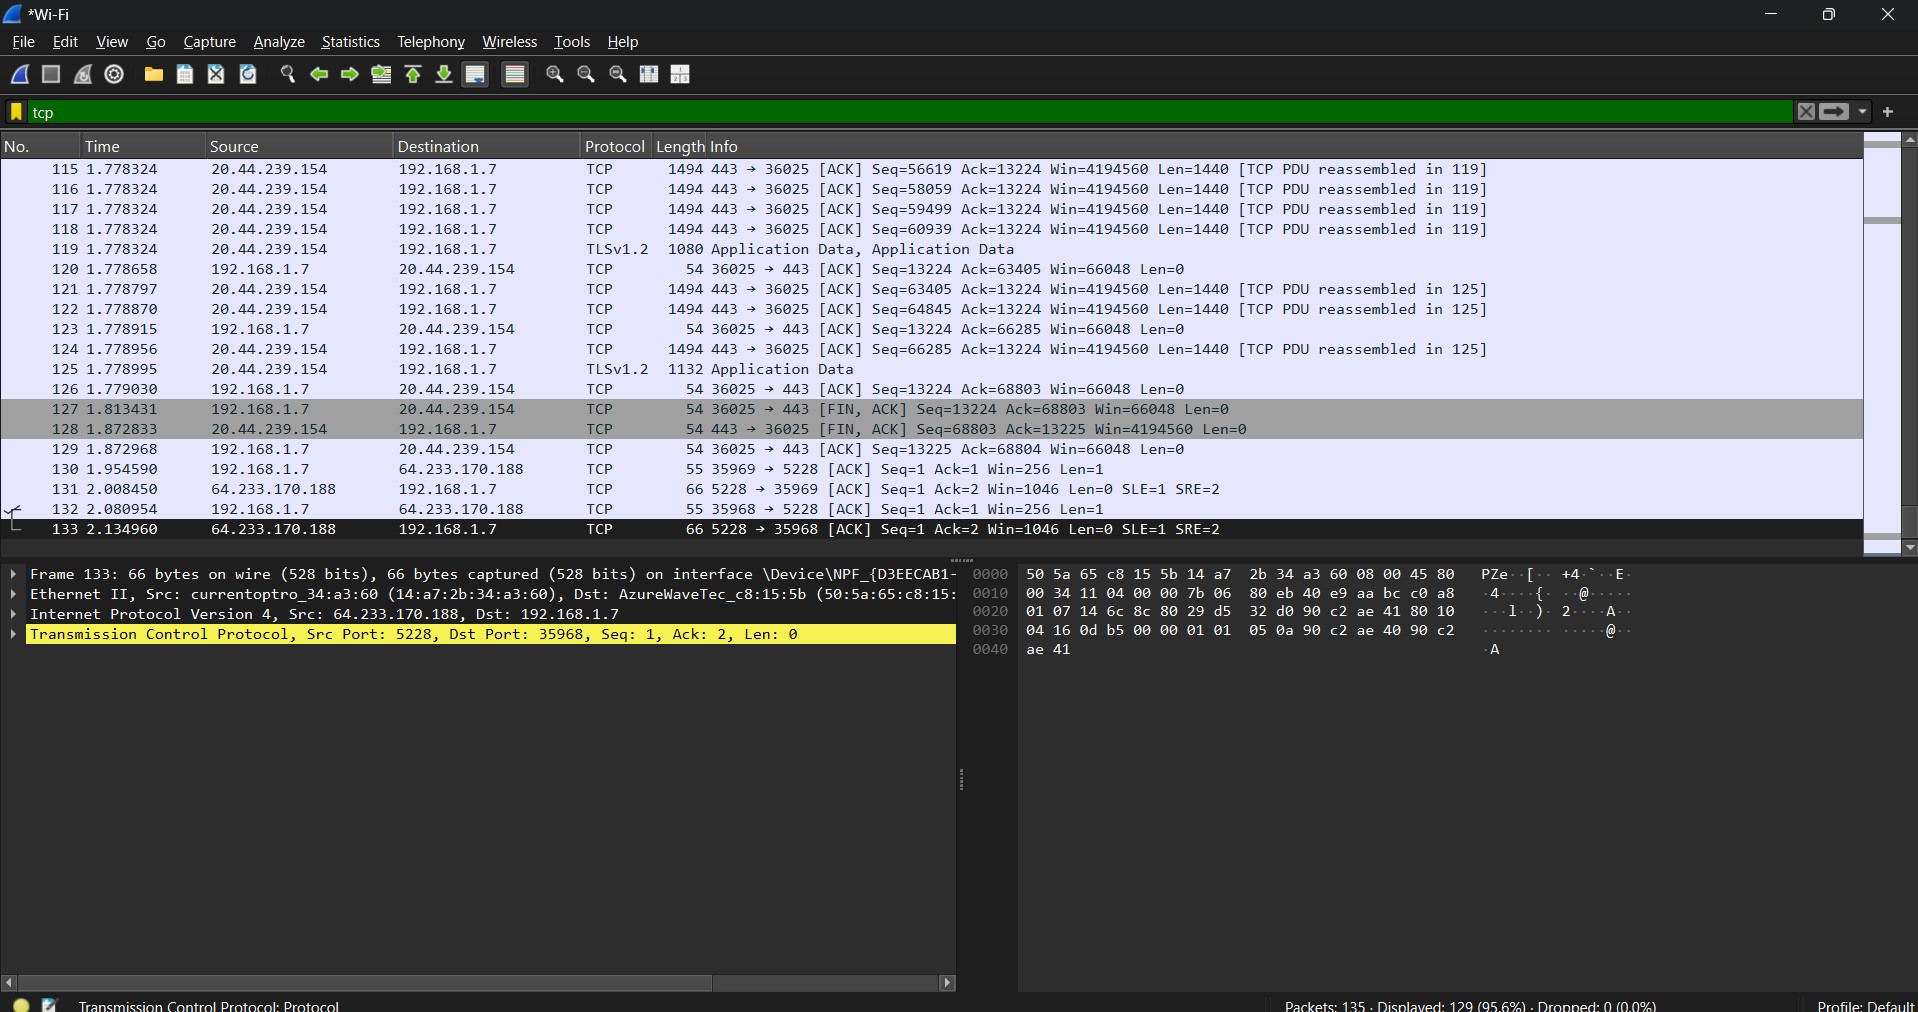 *Wi-Fi
File Edit View Go Capture Analyze Statistics Telephony Wireless Tools Help
tcp
No. Time Source Destination Protocol Length Info
115 1.778324 20.44.239.154 192.168.1.7 TCP 1494 443 → 36025 [ACK] Seq=56619 Ack=13224 Win=4194560 Len=1440 [TCP PDU reassembled in 119]
116 1.778324 20.44.239.154 192.168.1.7 TCP 1494 443 → 36025 [ACK] Seq=58059 Ack=13224 Win=4194560 Len=1440 [TCP PDU reassembled in 119]
117 1.778324 20.44.239.154 192.168.1.7 TCP 1494 443 → 36025 [ACK] Seq=59499 Ack=13224 Win=4194560 Len=1440 [TCP PDU reassembled in 119]
118 1.778324 20.44.239.154 192.168.1.7 TCP 1494 443 → 36025 [ACK] Seq=60939 Ack=13224 Win=4194560 Len=1440 [TCP PDU reassembled in 119]
119 1.778324 20.44.239.154 192.168.1.7 TLSv1.2 1080 Application Data, Application Data
120 1.778658 192.168.1.7 20.44.239.154 TCP 54 36025 → 443 [ACK] Seq=13224 Ack=63405 Win=66048 Len=0
121 1.778797 20.44.239.154 192.168.1.7 TCP 1494 443 → 36025 [ACK] Seq=63405 Ack=13224 Win=4194560 Len=1440 [TCP PDU reassembled in 125]
122 1.778870 20.44.239.154 192.168.1.7 TCP 1494 443 → 36025 [ACK] Seq=64845 Ack=13224 Win=4194560 Len=1440 [TCP PDU reassembled in 125]
123 1.778915 192.168.1.7 20.44.239.154 TCP 54 36025 → 443 [ACK] Seq=13224 Ack=66285 Win=66048 Len=0
124 1.778956 20.44.239.154 192.168.1.7 TCP 1494 443 → 36025 [ACK] Seq=66285 Ack=13224 Win=4194560 Len=1440 [TCP PDU reassembled in 125]
125 1.778995 20.44.239.154 192.168.1.7 TLSv1.2 1132 Application Data
126 1.779030 192.168.1.7 20.44.239.154 TCP 54 36025 → 443 [ACK] Seq=13224 Ack=68803 Win=66048 Len=0
127 1.813431 192.168.1.7 20.44.239.154 TCP 54 36025 → 443 [FIN, ACK] Seq=13224 Ack=68803 Win=66048 Len=0
128 1.872833 20.44.239.154 192.168.1.7 TCP 54 443 → 36025 [FIN, ACK] Seq=68803 Ack=13225 Win=4194560 Len=0
129 1.872968 192.168.1.7 20.44.239.154 TCP 54 36025 → 443 [ACK] Seq=13225 Ack=68804 Win=66048 Len=0
130 1.954590 192.168.1.7 64.233.170.188 TCP 55 35969 → 5228 [ACK] Seq=1 Ack=1 Win=256 Len=1
131 2.008450 64.233.170.188 192.168.1.7 TCP 66 5228 → 35969 [ACK] Seq=1 Ack=2 Win=1046 Len=0 SLE=1 SRE=2
132 2.080954 192.168.1.7 64.233.170.188 TCP 55 35968 → 5228 [ACK] Seq=1 Ack=1 Win=256 Len=1
133 2.134960 64.233.170.188 192.168.1.7 TCP 66 5228 → 35968 [ACK] Seq=1 Ack=2 Win=1046 Len=0 SLE=1 SRE=2
Frame 133: 66 bytes on wire (528 bits), 66 bytes captured (528 bits) on interface \Device\NPF_{D3EECAB1-
Ethernet II, Src: currentoptro_34:a3:60 (14:a7:2b:34:a3:60), Dst: AzureWaveTec_c8:15:5b (50:5a:65:c8:15:
Internet Protocol Version 4, Src: 64.233.170.188, Dst: 192.168.1.7
Transmission Control Protocol, Src Port: 5228, Dst Port: 35968, Seq: 1, Ack: 2, Len: 0
0000 50 5a 65 c8 15 5b 14 a7 2b 34 a3 60 08 00 45 80 PZe··[·· +4·`··E·
0010 00 34 11 04 00 00 7b 06 80 eb 40 e9 aa bc c0 a8 ·4····{· ··@·····
0020 01 07 14 6c 8c 80 29 d5 32 d0 90 c2 ae 41 80 10 ···l··)· 2····A··
0030 04 16 0d b5 00 00 01 01 05 0a 90 c2 ae 40 90 c2 ········ ·····@··
0040 ae 41 ·A
Transmission Control Protocol: Protocol
Packets: 135 · Displayed: 129 (95.6%) · Dropped: 0 (0.0%)
Profile: Default